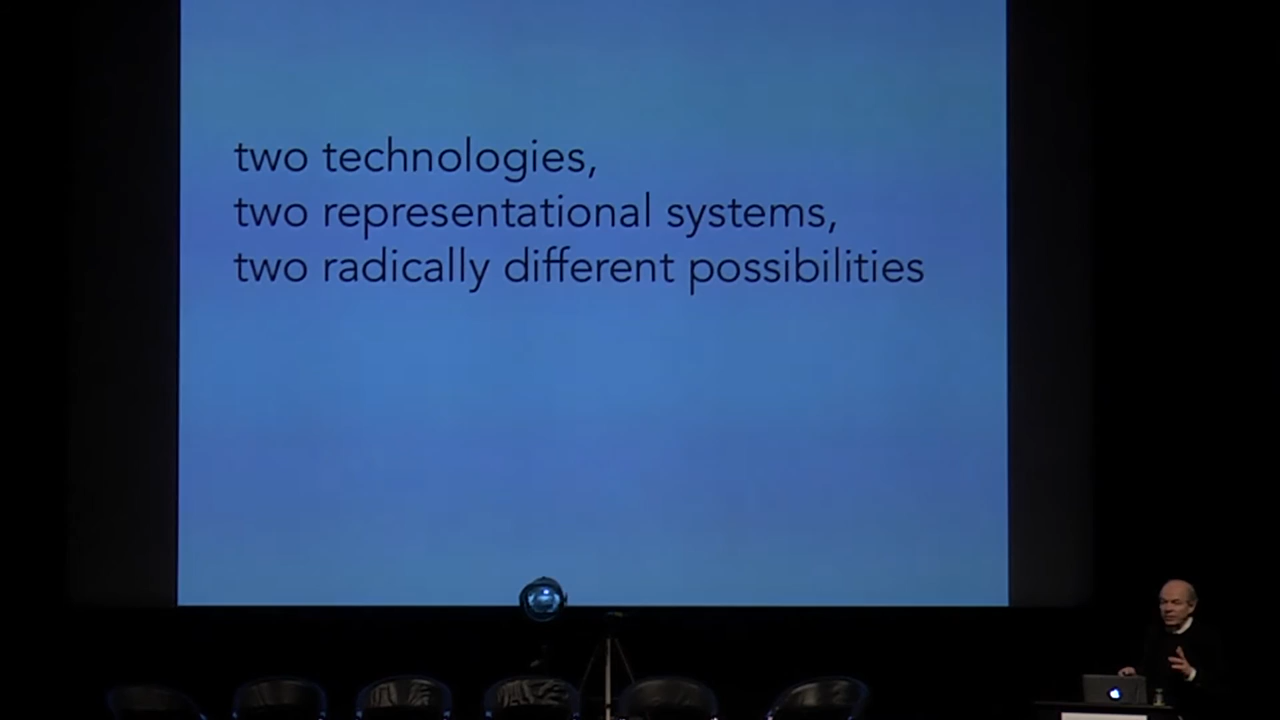 two technologies,
two representational systems,
two radically different possibilities